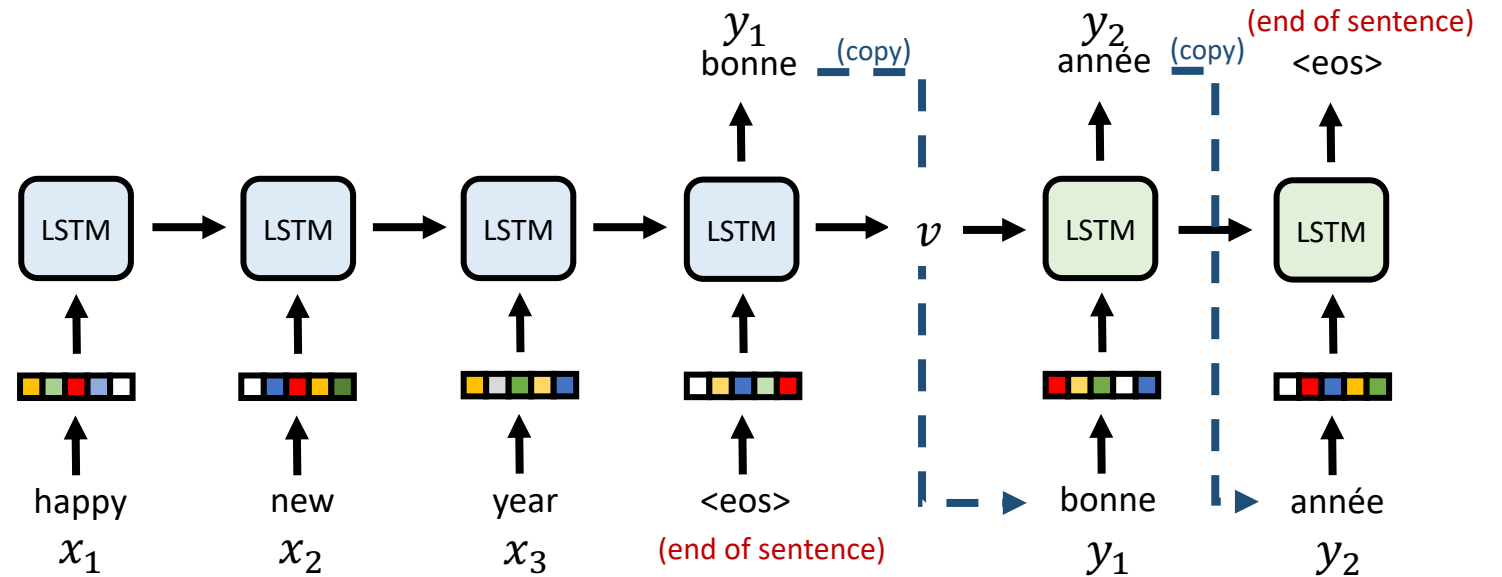 y₁ y₂ (end of sentence)
bonne (copy) année (copy) <eos>
LSTM LSTM LSTM LSTM v LSTM LSTM
happy new year <eos> bonne année
x₁ x₂ x₃ (end of sentence) y₁ y₂